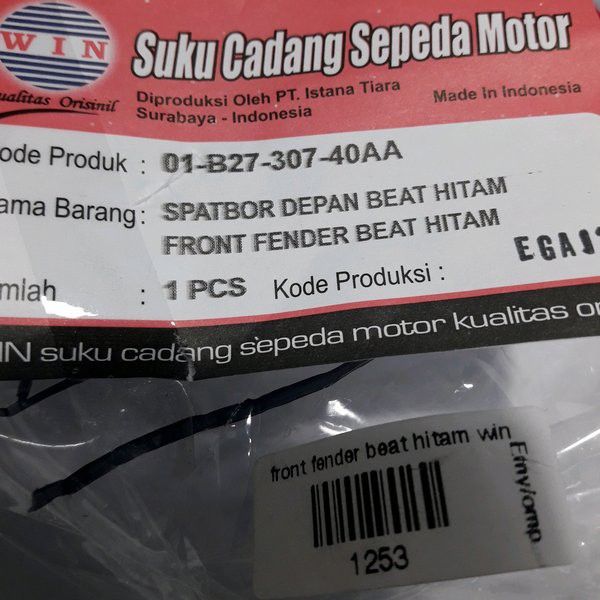 WIN
Suku Cadang Sepeda Motor
ualitas Orisinil
Diproduksi Oleh PT. Istana Tiara
Surabaya - Indonesia
Made In Indonesia
ode Produk : 01-B27-307-40AA
ama Barang : SPATBOR DEPAN BEAT HITAM
FRONT FENDER BEAT HITAM
mlah : 1 PCS Kode Produksi :
IN suku cadang sepeda motor kualitas or
front fender beat hitam win
1253